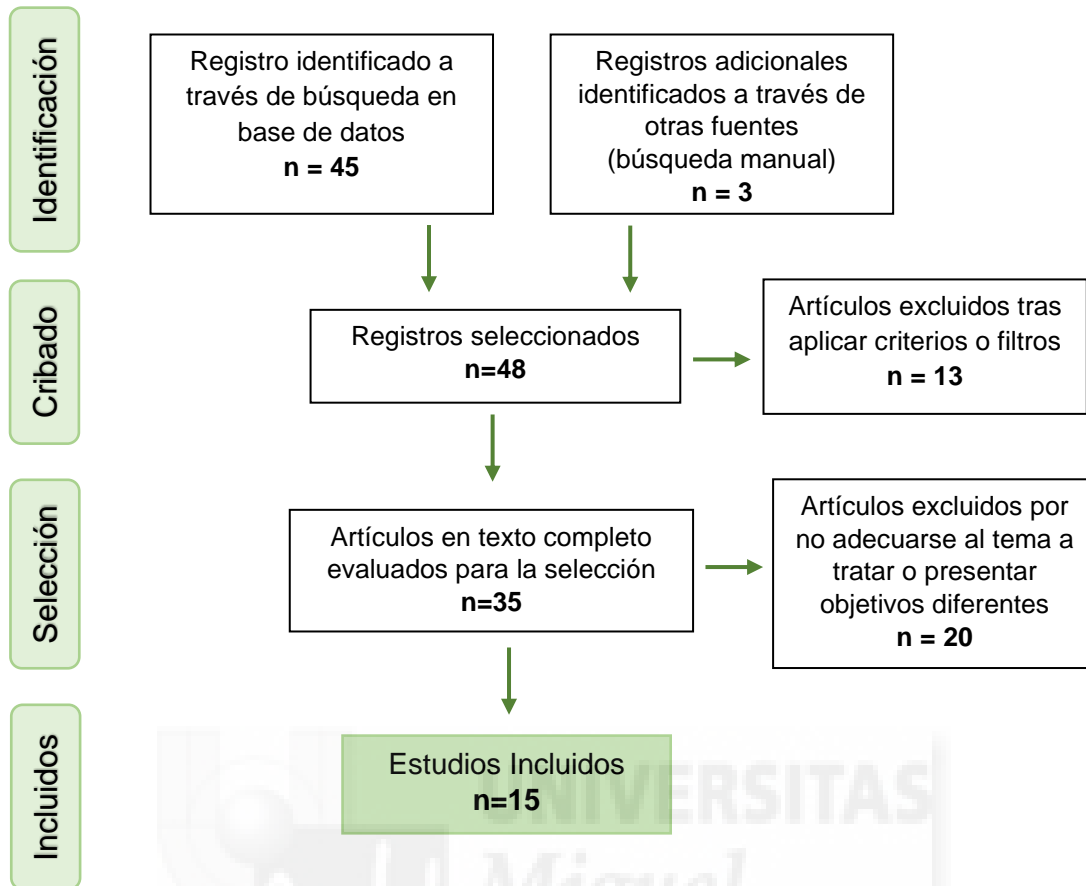 Identificación
Registro identificado a
través de búsqueda en
base de datos
n = 45
Registros adicionales
identificados a través de
otras fuentes
(búsqueda manual)
n = 3
Cribado
Registros seleccionados
n=48
Artículos excluidos tras
aplicar criterios o filtros
n = 13
Selección
Artículos en texto completo
evaluados para la selección
n=35
Artículos excluidos por
no adecuarse al tema a
tratar o presentar
objetivos diferentes
n = 20
Incluidos
Estudios Incluidos
n=15
UNIVERSITAS
Miguel